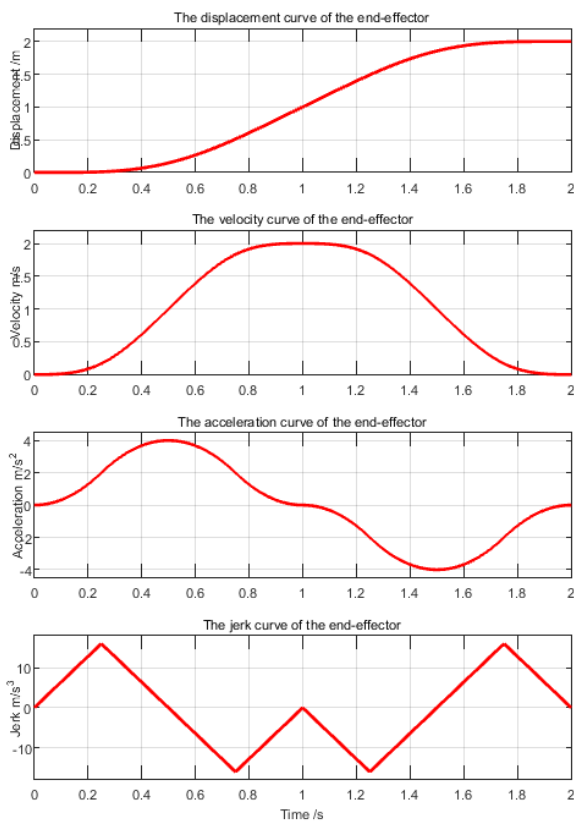 The displacement curve of the end-effector
Displacement /m
2
1.5
1
0.5
0
0 0.2 0.4 0.6 0.8 1 1.2 1.4 1.6 1.8 2
The velocity curve of the end-effector
Velocity m/s
2
1.5
1
0.5
0
0 0.2 0.4 0.6 0.8 1 1.2 1.4 1.6 1.8 2
The acceleration curve of the end-effector
Acceleration m/s²
4
2
0
-2
-4
0 0.2 0.4 0.6 0.8 1 1.2 1.4 1.6 1.8 2
The jerk curve of the end-effector
Jerk m/s³
10
0
-10
0 0.2 0.4 0.6 0.8 1 1.2 1.4 1.6 1.8 2
Time /s